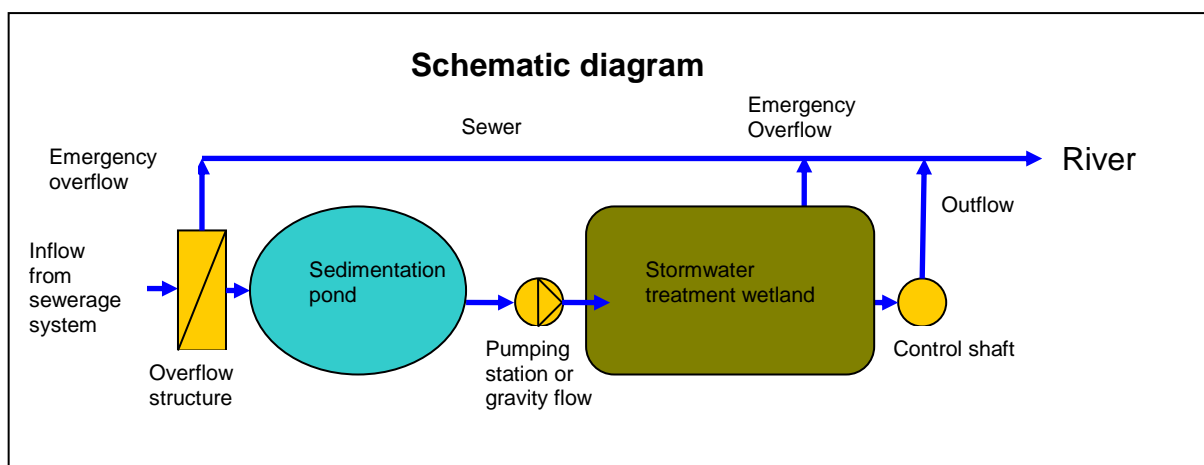 Schematic diagram
Emergency
Overflow
Sewer
Emergency
overflow
River
Outflow
Inflow
from
sewerage
system
Sedimentation
pond
Stormwater
treatment wetland
Overflow
structure
Pumping
station or
gravity flow
Control shaft